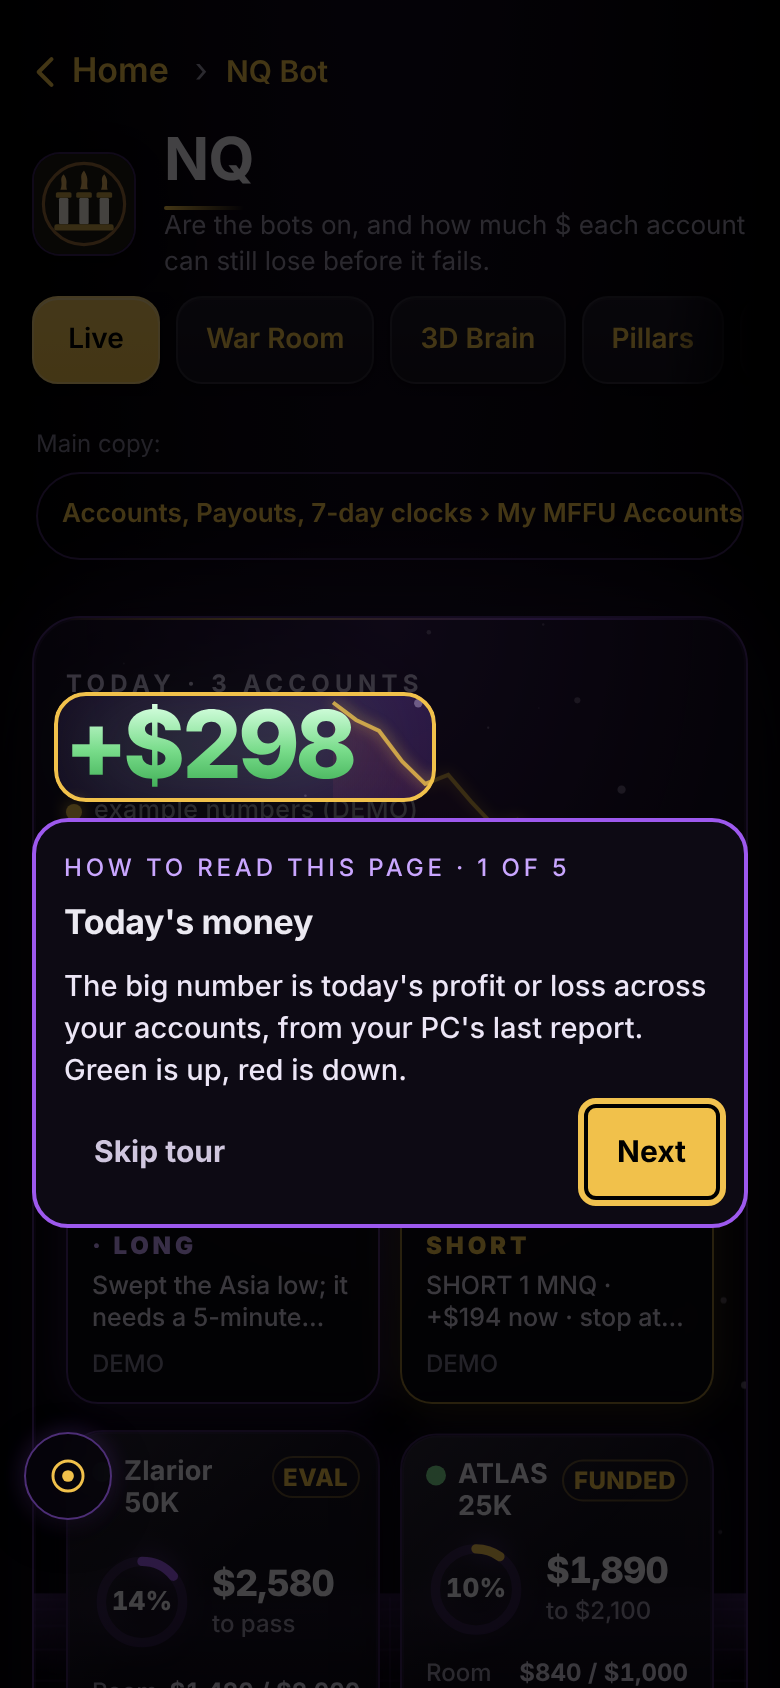 Home › NQ Bot
NQ
Are the bots on, and how much $ each account
can still lose before it fails.
Live
War Room
3D Brain
Pillars
Main copy:
Accounts, Payouts, 7-day clocks › My MFFU Accounts
TODAY · 3 ACCOUNTS
+$298
example numbers (DEMO)
HOW TO READ THIS PAGE · 1 OF 5
Today's money
The big number is today's profit or loss across
your accounts, from your PC's last report.
Green is up, red is down.
Skip tour
Next
· LONG
Swept the Asia low; it
needs a 5-minute...
DEMO
SHORT
SHORT 1 MNQ ·
+$194 now · stop at...
DEMO
Zlarior
50K
EVAL
14%
$2,580
to pass
ATLAS
25K
FUNDED
10%
$1,890
to $2,100
Room $840 / $1,000